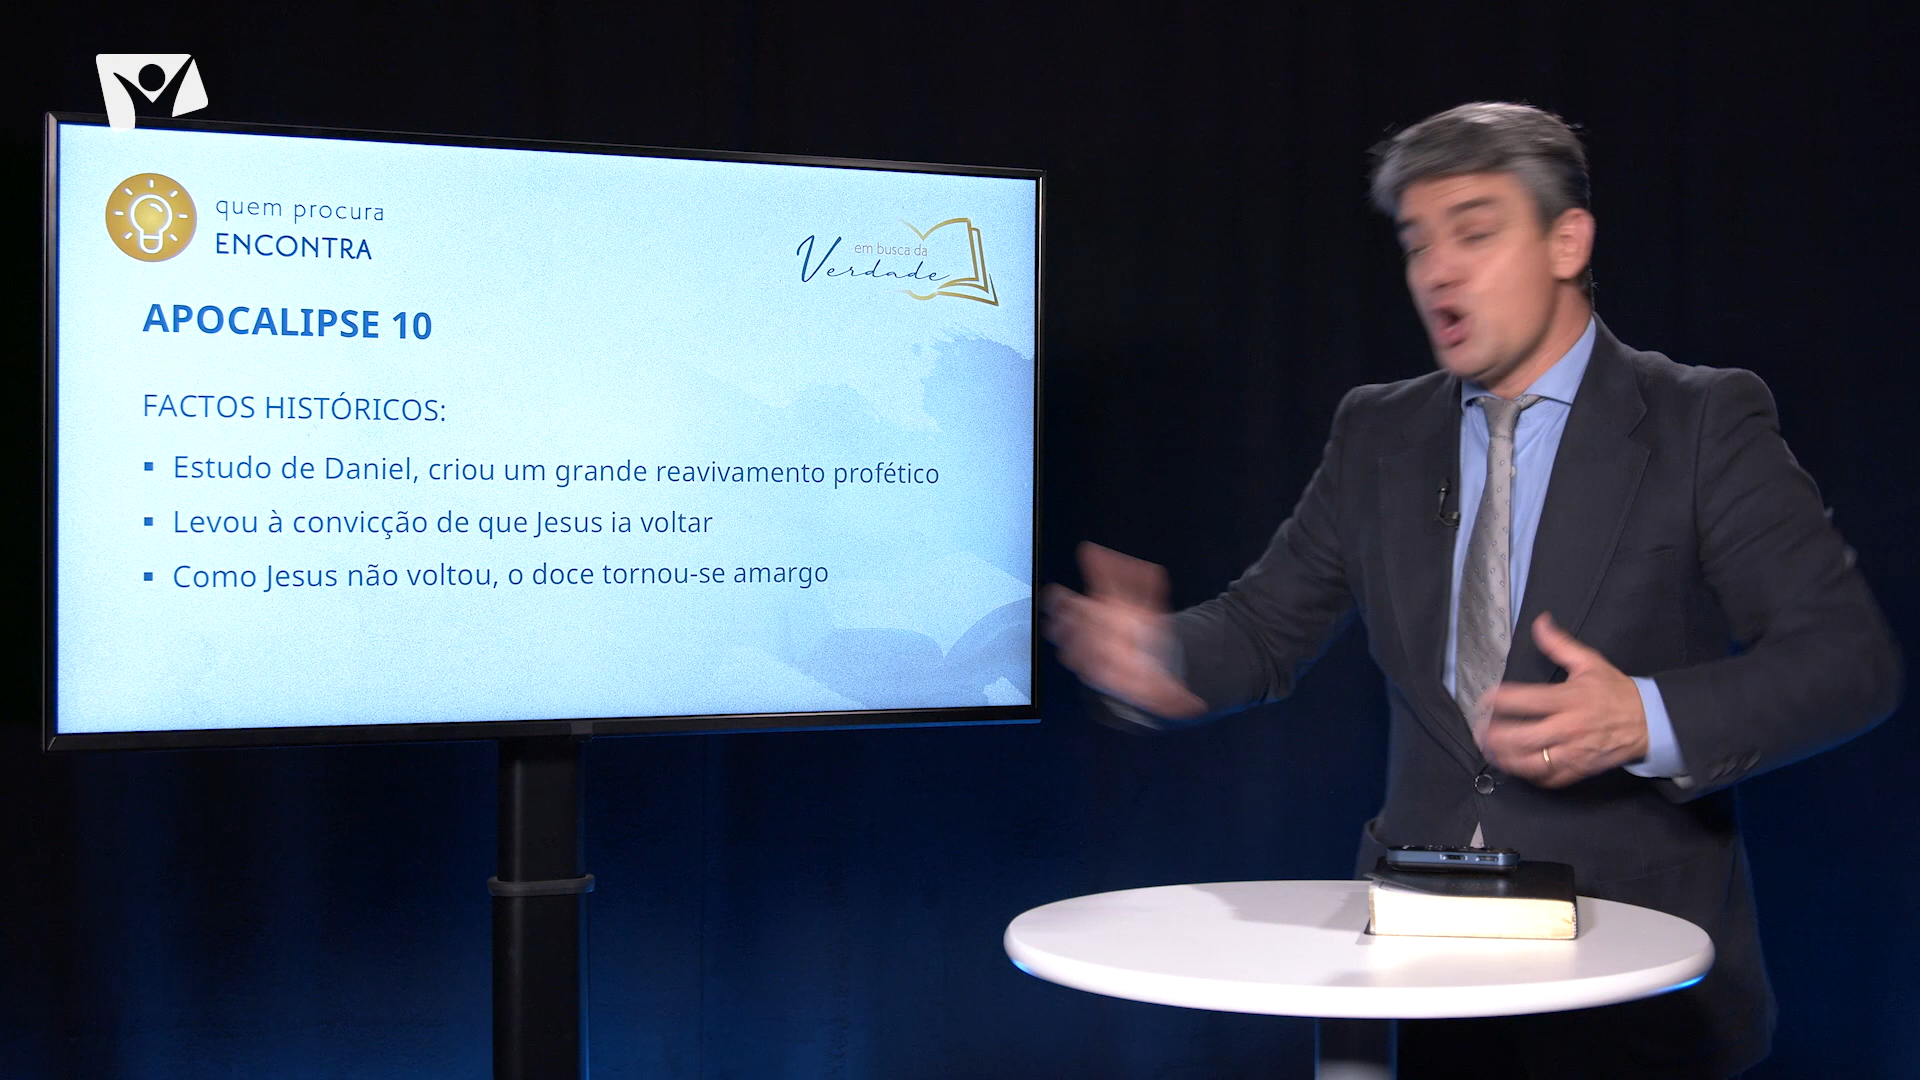 quem procura
ENCONTRA
em busca da
Verdade
APOCALIPSE 10
FACTOS HISTÓRICOS:
▪ Estudo de Daniel, criou um grande reavivamento profético
▪ Levou à convicção de que Jesus ia voltar
▪ Como Jesus não voltou, o doce tornou-se amargo